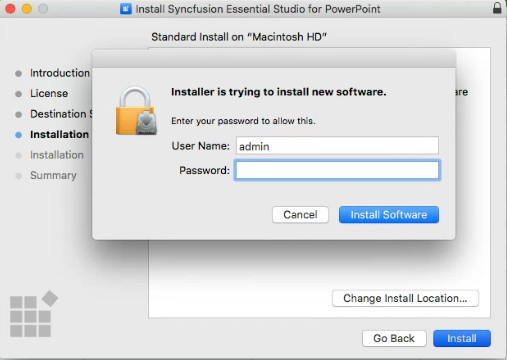 Install Syncfusion Essential Studio for PowerPoint
Standard Install on “Macintosh HD”
Introduction
License
Destination S
Installation
Installation
Summary
are
Installer is trying to install new software.
Enter your password to allow this.
User Name: admin
Password:
Cancel
Install Software
Change Install Location...
Go Back
Install